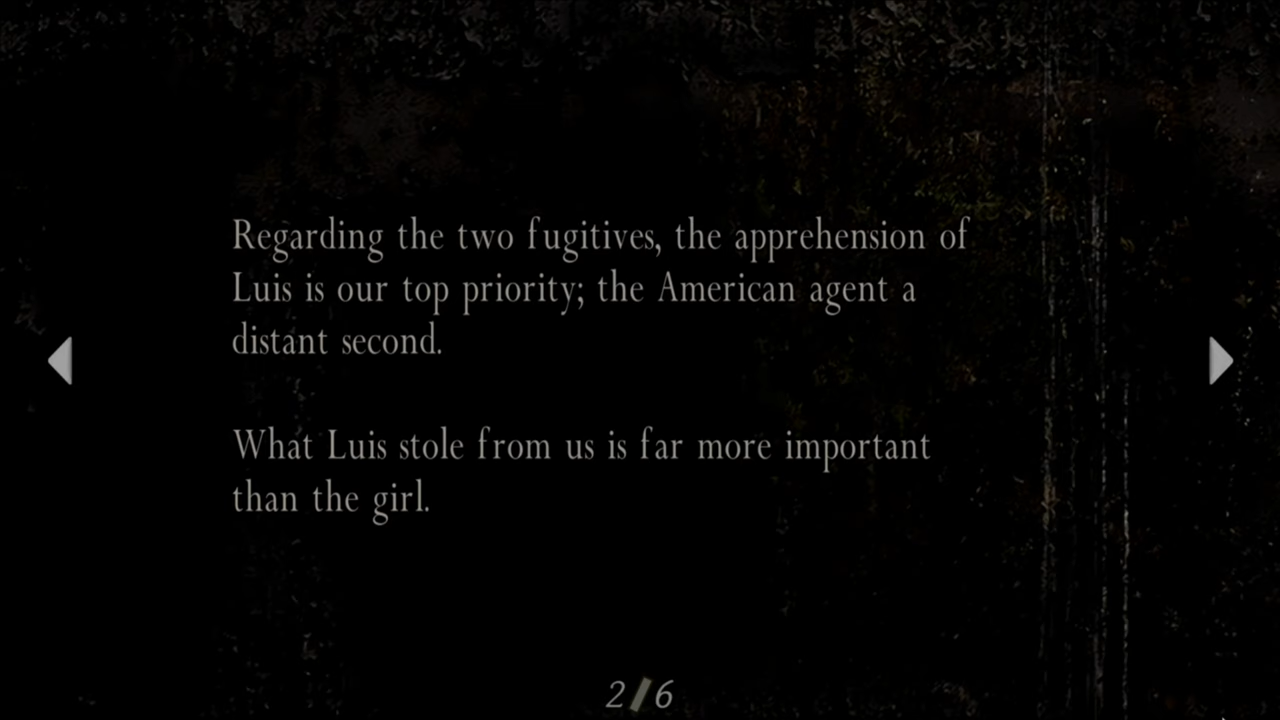 Regarding the two fugitives, the apprehension of
Luis is our top priority; the American agent a
distant second.
What Luis stole from us is far more important
than the girl.
2/6